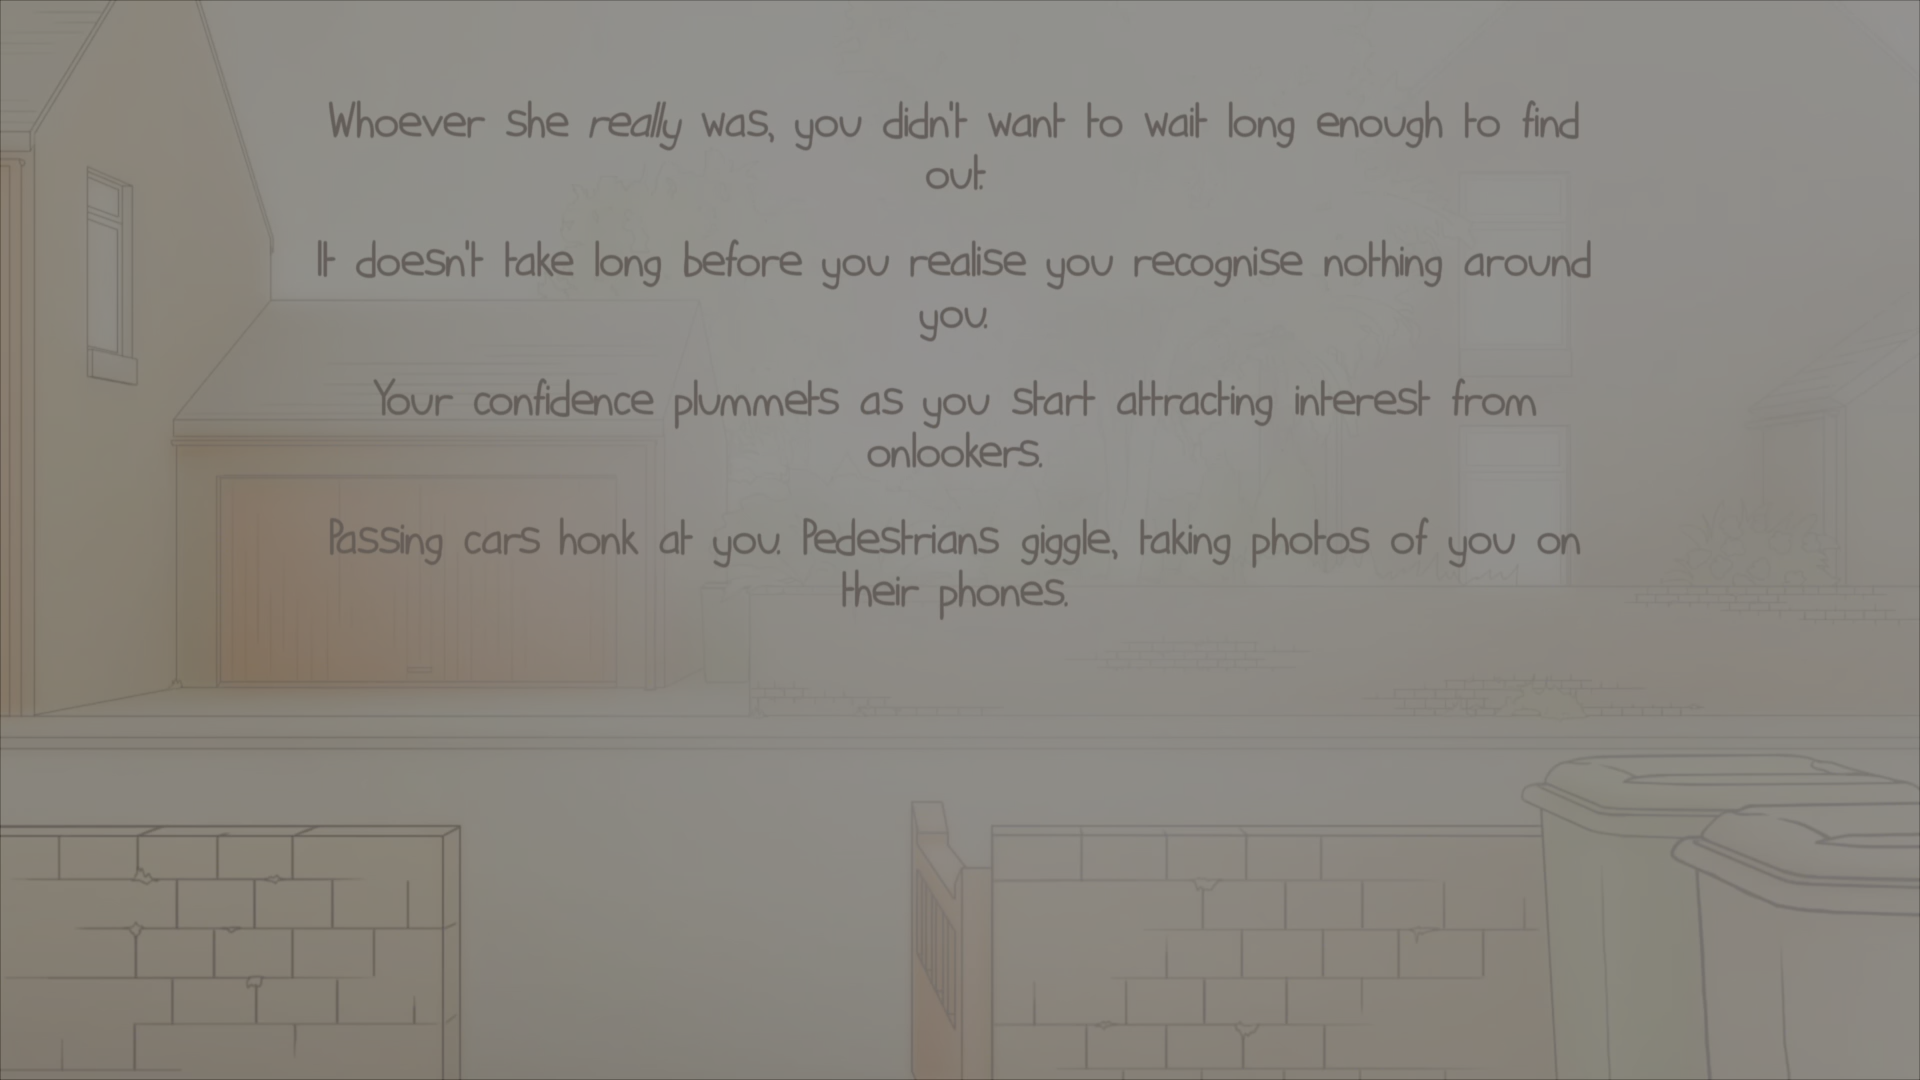 Whoever she really was, you didn't want to wait long enough to find
out.
It doesn't take long before you realise you recognise nothing around
you.
Your confidence plummets as you start attracting interest from
onlookers.
Passing cars honk at you. Pedestrians giggle, taking photos of you on
their phones.